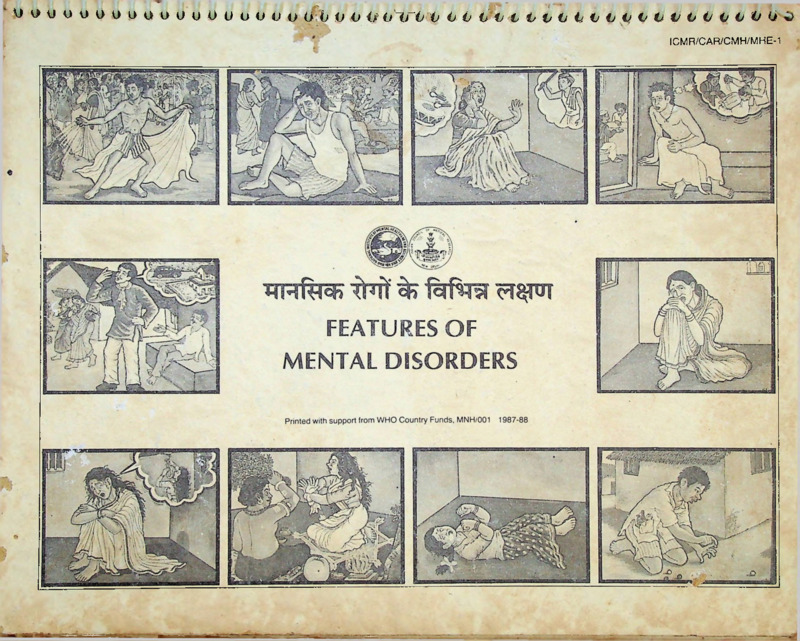 ICMR/CAR/CMH/MHE-1
मानसिक रोगों के विभिन्न लक्षण
FEATURES OF
MENTAL DISORDERS
Printed with support from WHO Country Funds, MNH/001 1987-88